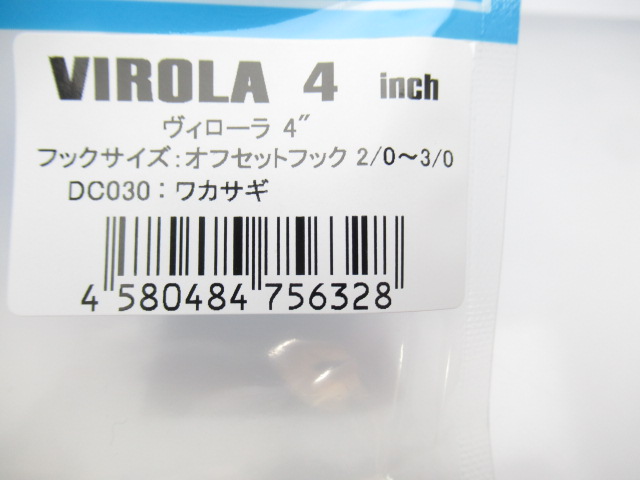 VIROLA 4 inch
ヴィローラ 4"
フックサイズ:オフセットフック 2/0～3/0
DC030:ワカサギ
4 580484 756328